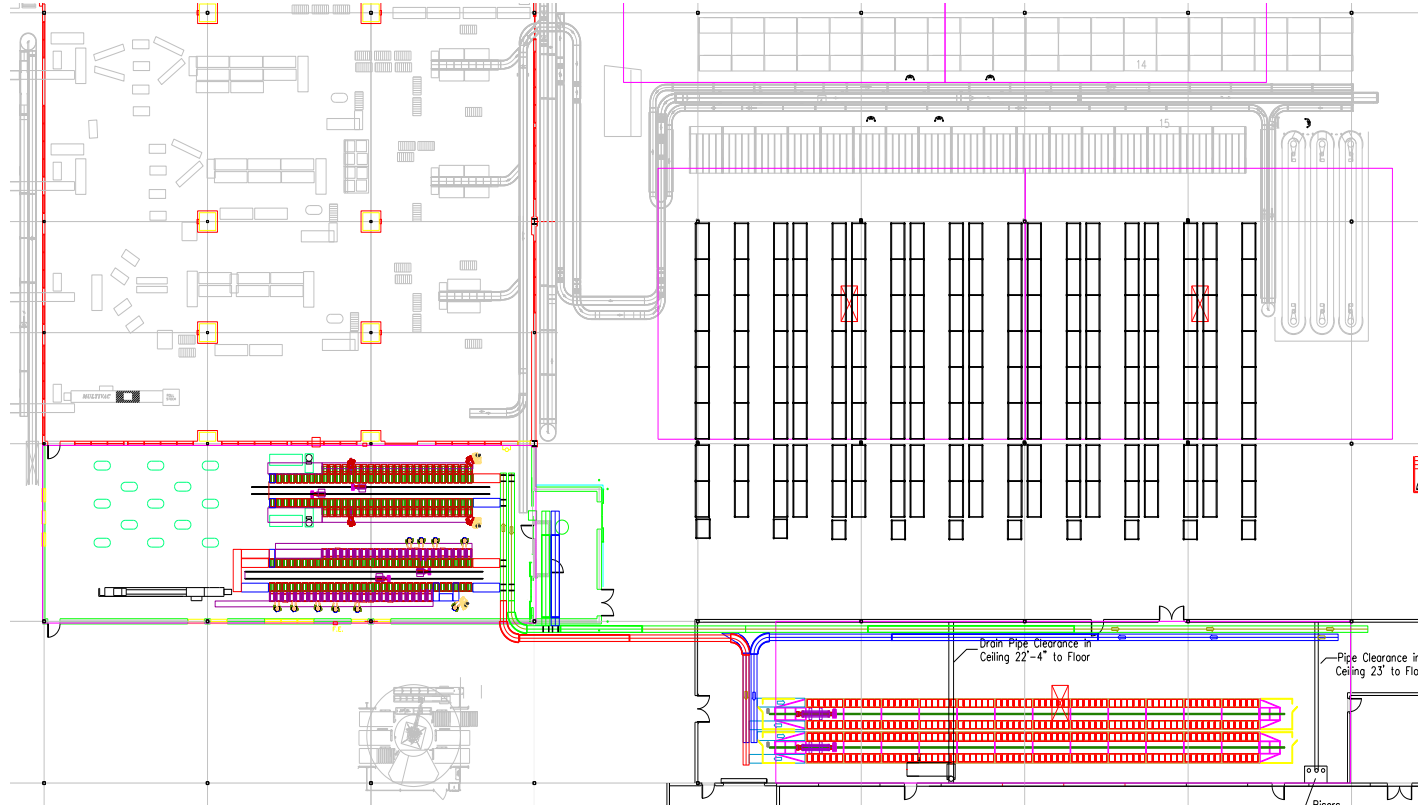 14
15
MULTIVAC
Drain Pipe Clearance in
Ceiling 22'-4" to Floor
Pipe Clearance in
Ceiling 23' to Flo
Risers